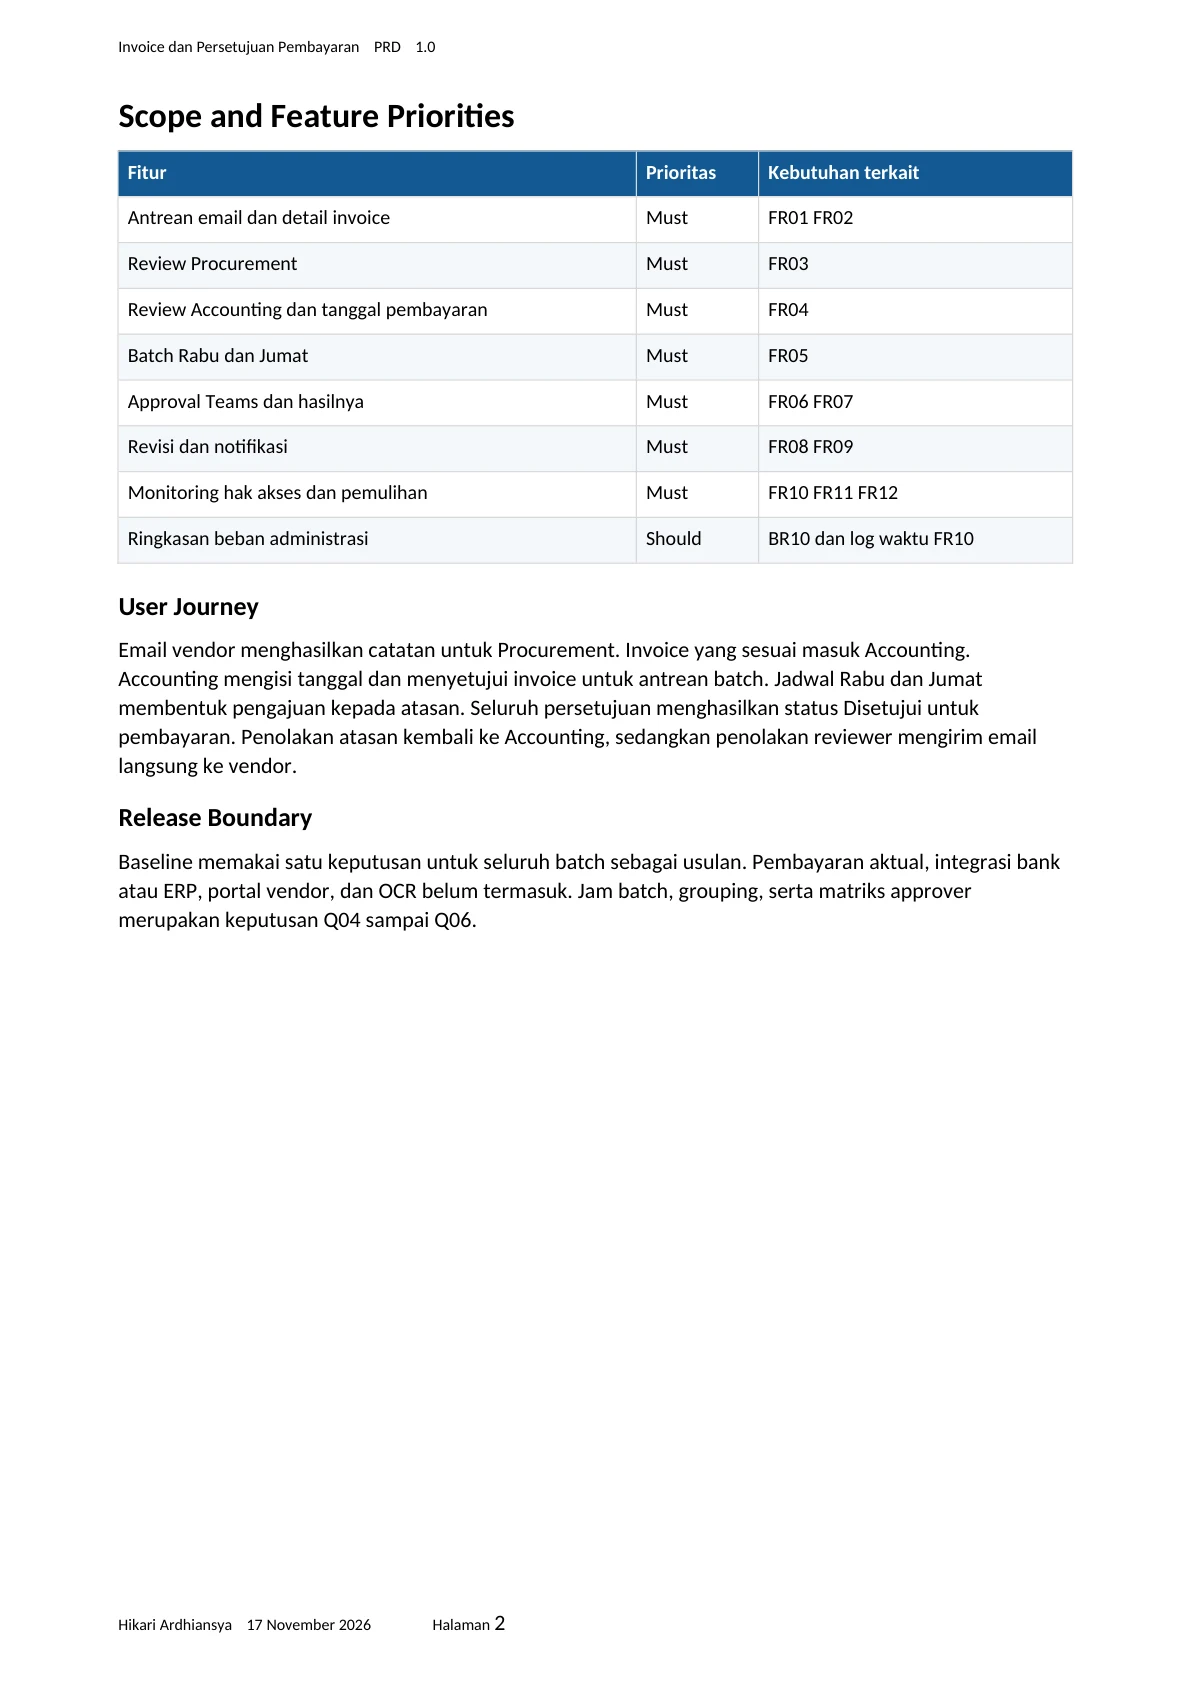 Invoice dan Persetujuan Pembayaran PRD 1.0
Scope and Feature Priorities
Fitur Prioritas Kebutuhan terkait
Antrean email dan detail invoice Must FR01 FR02
Review Procurement Must FR03
Review Accounting dan tanggal pembayaran Must FR04
Batch Rabu dan Jumat Must FR05
Approval Teams dan hasilnya Must FR06 FR07
Revisi dan notifikasi Must FR08 FR09
Monitoring hak akses dan pemulihan Must FR10 FR11 FR12
Ringkasan beban administrasi Should BR10 dan log waktu FR10
User Journey
Email vendor menghasilkan catatan untuk Procurement. Invoice yang sesuai masuk Accounting.
Accounting mengisi tanggal dan menyetujui invoice untuk antrean batch. Jadwal Rabu dan Jumat
membentuk pengajuan kepada atasan. Seluruh persetujuan menghasilkan status Disetujui untuk
pembayaran. Penolakan atasan kembali ke Accounting, sedangkan penolakan reviewer mengirim email
langsung ke vendor.
Release Boundary
Baseline memakai satu keputusan untuk seluruh batch sebagai usulan. Pembayaran aktual, integrasi bank
atau ERP, portal vendor, dan OCR belum termasuk. Jam batch, grouping, serta matriks approver
merupakan keputusan Q04 sampai Q06.
Hikari Ardhiansya 17 November 2026 Halaman 2